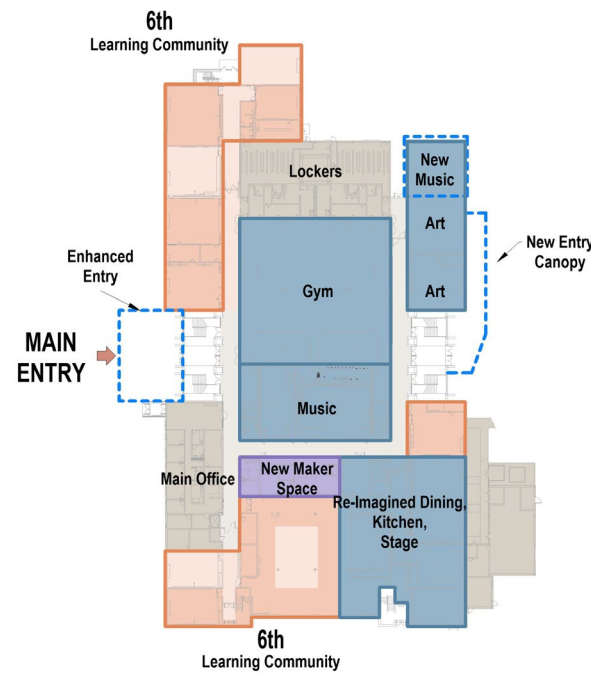 6th
Learning Community
Lockers
New
Music
Art
Enhanced
Entry
New Entry
Canopy
Gym
Art
MAIN
ENTRY
Music
Main Office
New Maker
Space
Re-Imagined Dining,
Kitchen,
Stage
6th
Learning Community